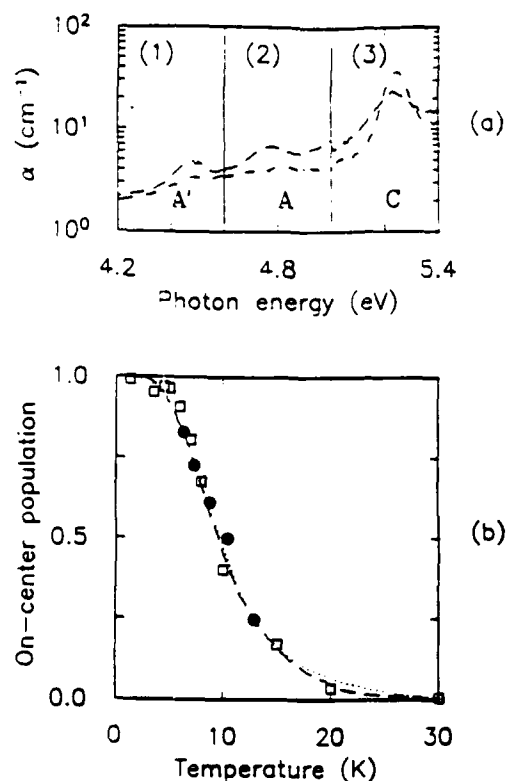 10²
(1) (2) (3)
α (cm⁻¹)
10¹
(a)
A' A C
10⁰
4.2 4.8 5.4
Photon energy (eV)
1.0
On-center population
0.5
(b)
0.0
0 10 20 30
Temperature (K)